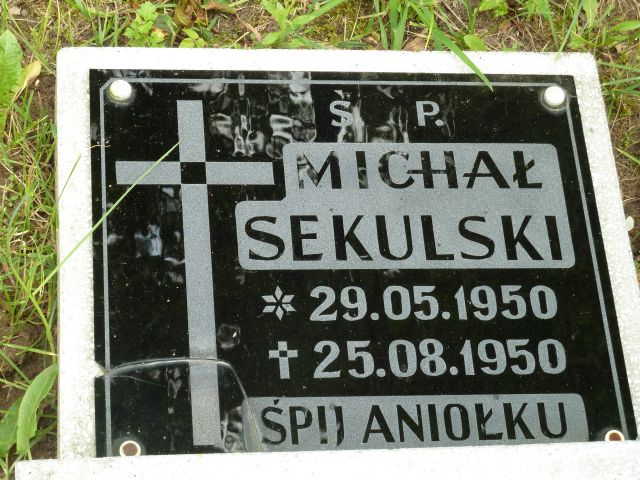 Ś P.
MICHAŁ
SEKULSKI
29.05.1950
25.08.1950
ŚPIJ ANIOŁKU